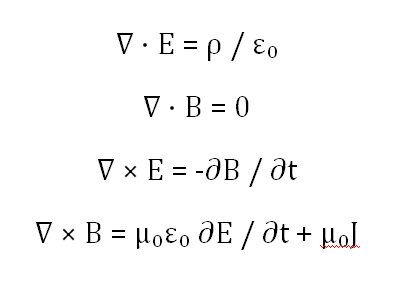 ∇ · E = ρ / ε₀
∇ · B = 0
∇ × E = -∂B / ∂t
∇ × B = μ₀ε₀ ∂E / ∂t + μ₀J